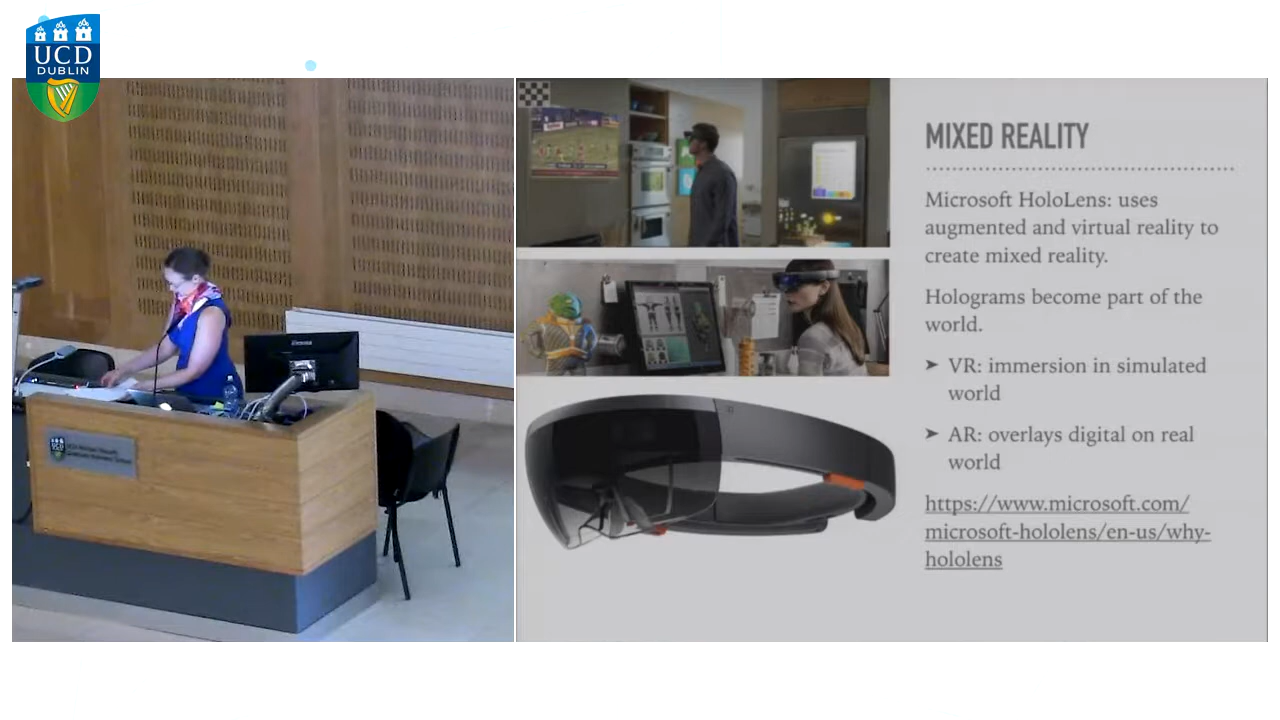 UCD
DUBLIN
MIXED REALITY
Microsoft HoloLens: uses
augmented and virtual reality to
create mixed reality.
Holograms become part of the
world.
➤ VR: immersion in simulated
world
➤ AR: overlays digital on real
world
https://www.microsoft.com/
microsoft-hololens/en-us/why-
hololens
UCD